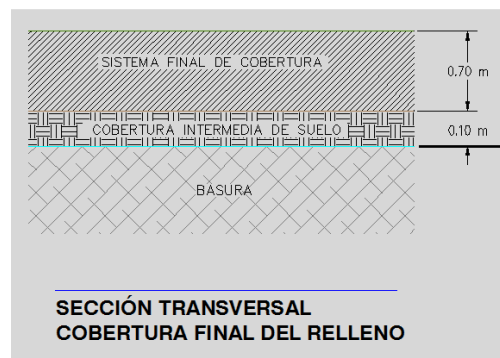 SISTEMA FINAL DE COBERTURA
0.70 m
COBERTURA INTERMEDIA DE SUELO
0.10 m
BASURA
SECCIÓN TRANSVERSAL
COBERTURA FINAL DEL RELLENO